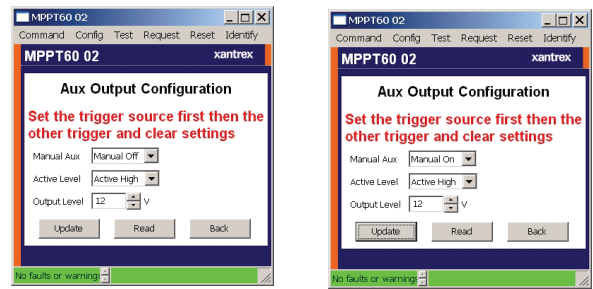 MPPT60 02
Command Config Test Request Reset Identify
MPPT60 02 xantrex
Aux Output Configuration
Set the trigger source first then the
other trigger and clear settings
Manual Aux Manual Off
Active Level Active High
Output Level 12 V
Update Read Back
No faults or warnings
MPPT60 02
Command Config Test Request Reset Identify
MPPT60 02 xantrex
Aux Output Configuration
Set the trigger source first then the
other trigger and clear settings
Manual Aux Manual On
Active Level Active High
Output Level 12 V
Update Read Back
No faults or warnings